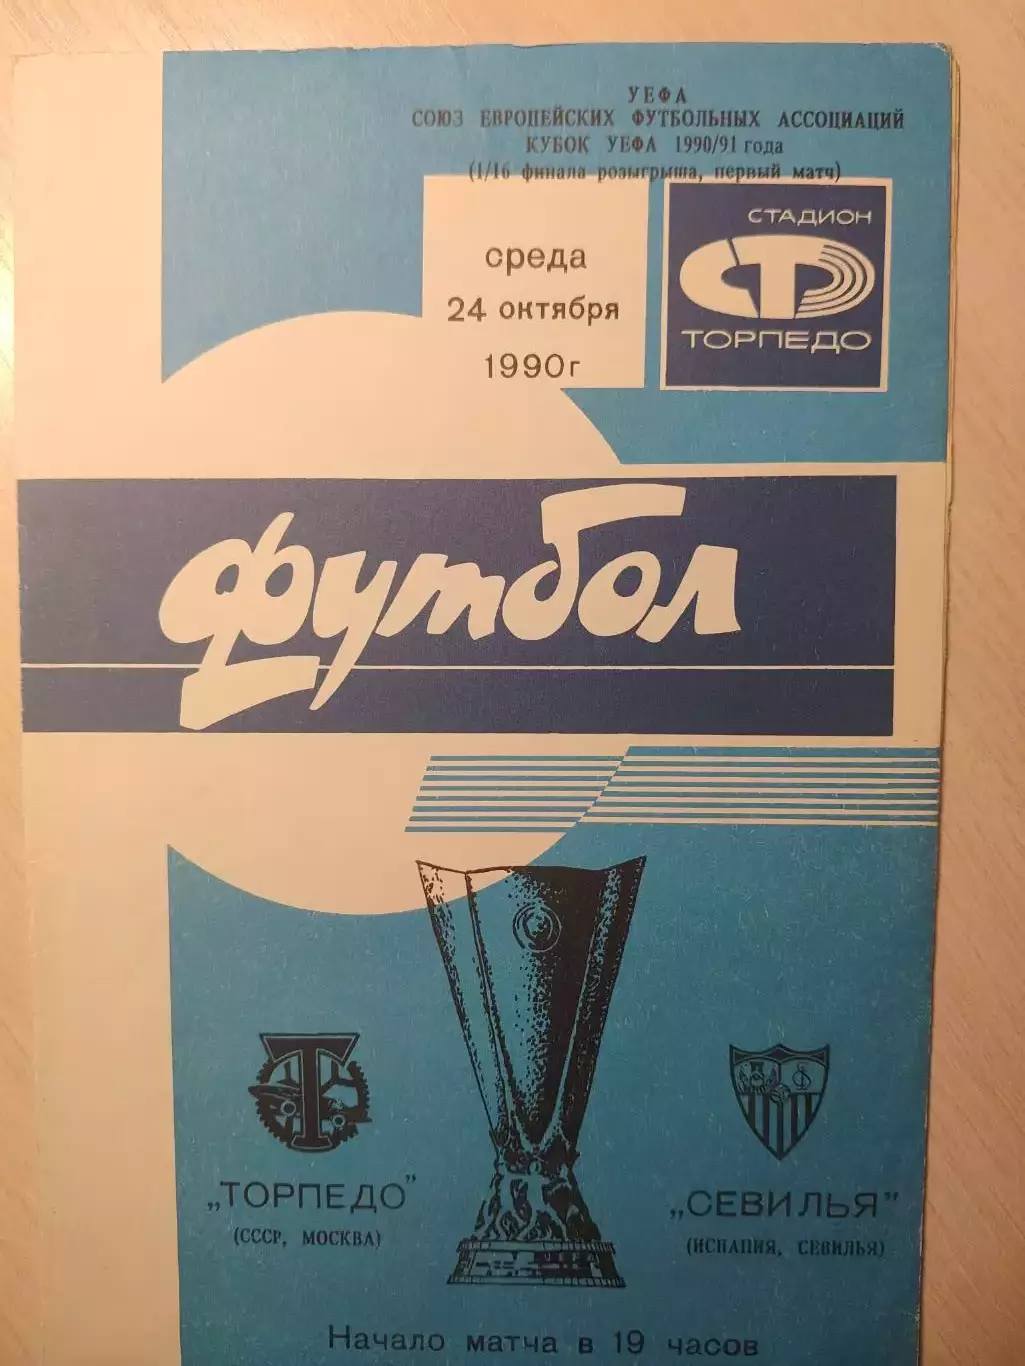 УЕФА
СОЮЗ ЕВРОПЕЙСКИХ ФУТБОЛЬНЫХ АССОЦИАЦИЙ
КУБОК УЕФА 1990/91 года
(1/16 финала розыгрыша, первый матч)
среда
24 октября
1990г
СТАДИОН
ТОРПЕДО
футбол
Т
„ТОРПЕДО"
(СССР, МОСКВА)
„СЕВИЛЬЯ"
(ИСПАНИЯ, СЕВИЛЬЯ)
Начало матча в 19 часов